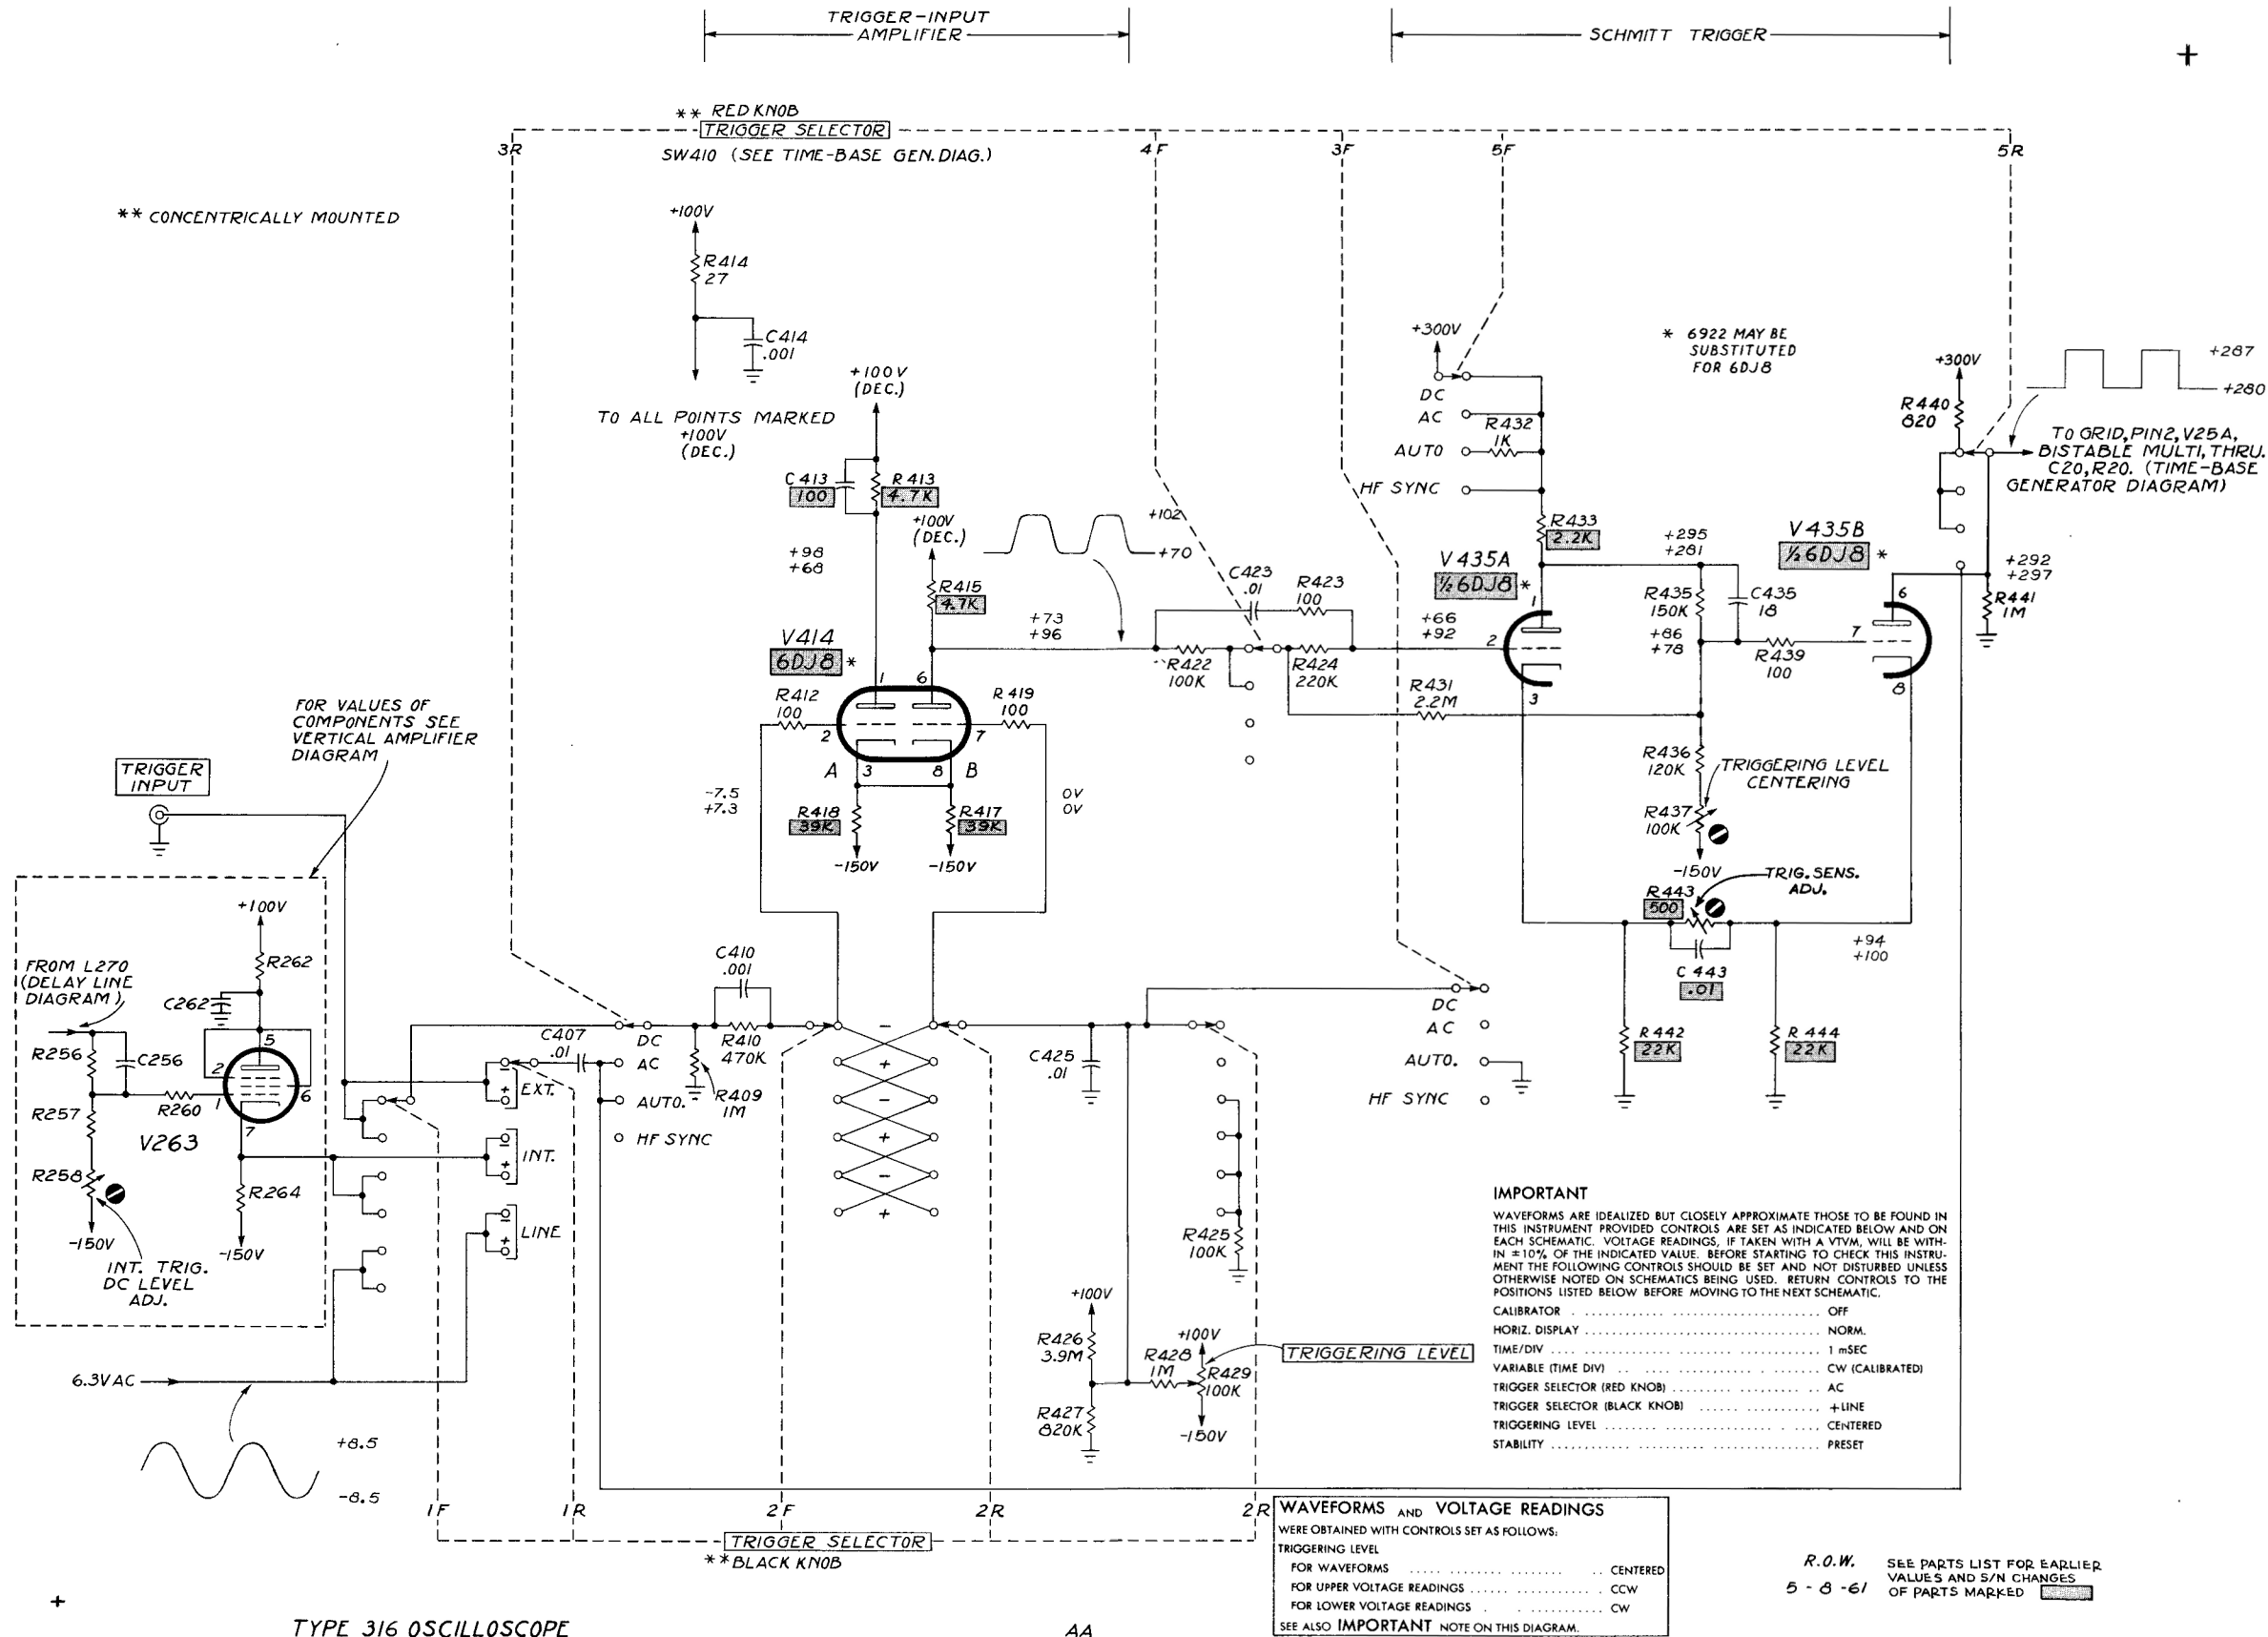 TRIGGER-INPUT
AMPLIFIER
SCHMITT TRIGGER
** RED KNOB
TRIGGER SELECTOR
SW410 (SEE TIME-BASE GEN. DIAG.)
3R
4F
3F
5F
5R
** CONCENTRICALLY MOUNTED
+100V
R414
27
C414
.001
TO ALL POINTS MARKED
+100V
(DEC.)
+100V
(DEC.)
C413
100
R413
4.7K
+98
+68
+100V
(DEC.)
R415
4.7K
+102
+70
+73
+96
V414
6DJ8 *
1
6
R412
100
2
R419
100
7
A
3
8
B
-7.5
+7.3
0V
0V
R418
39K
R417
39K
-150V
-150V
C423
.01
R423
100
R422
100K
R424
220K
R431
2.2M
+300V
DC
AC
AUTO
HF SYNC
R432
1K
R433
2.2K
* 6922 MAY BE
SUBSTITUTED
FOR 6DJ8
V435A
½6DJ8 *
1
2
3
+66
+92
+295
+281
R435
150K
C435
18
+86
+78
R439
100
V435B
½6DJ8 *
6
7
8
+300V
R440
820
+287
+280
TO GRID, PIN2, V25A,
BISTABLE MULTI, THRU.
C20, R20. (TIME-BASE
GENERATOR DIAGRAM)
+292
+297
R441
1M
R436
120K
TRIGGERING LEVEL
CENTERING
R437
100K
-150V
TRIG. SENS.
ADJ.
R443
500
C443
.01
+94
+100
R442
22K
R444
22K
DC
AC
AUTO.
HF SYNC
FOR VALUES OF
COMPONENTS SEE
VERTICAL AMPLIFIER
DIAGRAM
TRIGGER
INPUT
+100V
R262
C262
FROM L270
(DELAY LINE
DIAGRAM)
R256
C256
R257
R260
5
2
1
6
7
V263
R258
R264
-150V
-150V
INT. TRIG.
DC LEVEL
ADJ.
6.3VAC
+8.5
-8.5
-
+
EXT.
-
+
INT.
-
+
LINE
C407
.01
DC
AC
AUTO.
HF SYNC
C410
.001
R410
470K
R409
1M
-
+
-
+
-
+
C425
.01
R425
100K
+100V
R426
3.9M
R427
820K
R428
1M
+100V
R429
100K
-150V
TRIGGERING LEVEL
1F
1R
2F
2R
2R
TRIGGER SELECTOR
**BLACK KNOB
IMPORTANT
WAVEFORMS ARE IDEALIZED BUT CLOSELY APPROXIMATE THOSE TO BE FOUND IN
THIS INSTRUMENT PROVIDED CONTROLS ARE SET AS INDICATED BELOW AND ON
EACH SCHEMATIC. VOLTAGE READINGS, IF TAKEN WITH A VTVM, WILL BE WITH-
IN ±10% OF THE INDICATED VALUE. BEFORE STARTING TO CHECK THIS INSTRU-
MENT THE FOLLOWING CONTROLS SHOULD BE SET AND NOT DISTURBED UNLESS
OTHERWISE NOTED ON SCHEMATICS BEING USED. RETURN CONTROLS TO THE
POSITIONS LISTED BELOW BEFORE MOVING TO THE NEXT SCHEMATIC.
CALIBRATOR ........ OFF
HORIZ. DISPLAY ........ NORM.
TIME/DIV ........ 1 mSEC
VARIABLE (TIME DIV) ........ CW (CALIBRATED)
TRIGGER SELECTOR (RED KNOB) ........ AC
TRIGGER SELECTOR (BLACK KNOB) ........ +LINE
TRIGGERING LEVEL ........ CENTERED
STABILITY ........ PRESET
WAVEFORMS AND VOLTAGE READINGS
WERE OBTAINED WITH CONTROLS SET AS FOLLOWS:
TRIGGERING LEVEL
FOR WAVEFORMS ........ CENTERED
FOR UPPER VOLTAGE READINGS ........ CCW
FOR LOWER VOLTAGE READINGS ........ CW
SEE ALSO IMPORTANT NOTE ON THIS DIAGRAM.
R.O.W.
5-8-61
SEE PARTS LIST FOR EARLIER
VALUES AND S/N CHANGES
OF PARTS MARKED
TYPE 316 OSCILLOSCOPE
AA